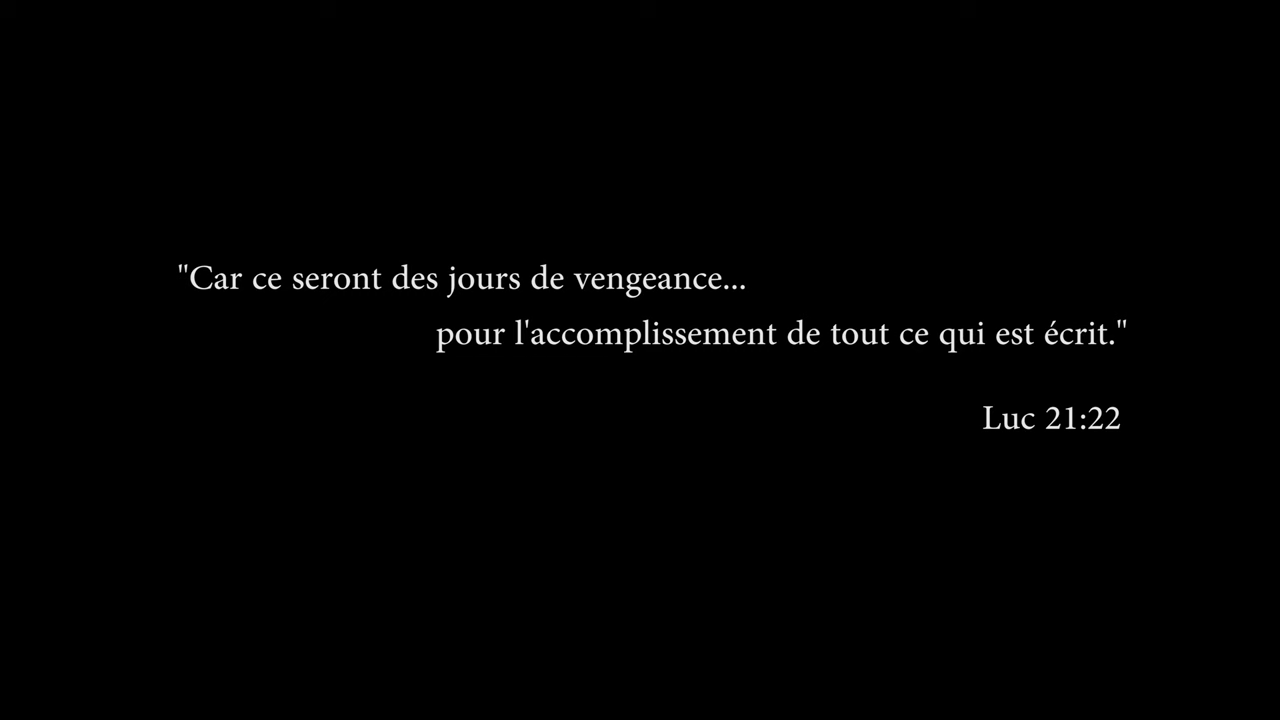 "Car ce seront des jours de vengeance...
pour l'accomplissement de tout ce qui est écrit."
Luc 21:22